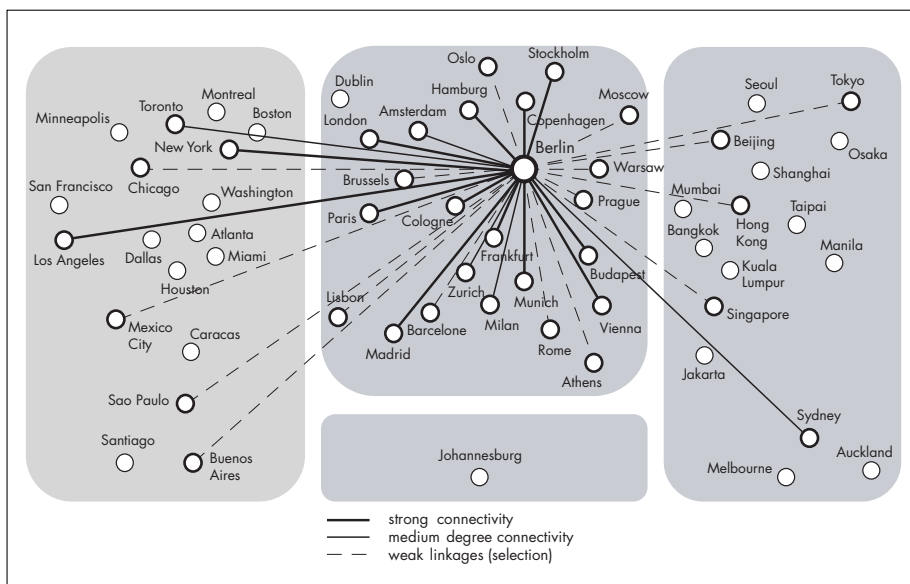 Oslo
Stockholm
Dublin
Hamburg
Moscow
Seoul
Tokyo
Montreal
Toronto
Boston
Minneapolis
London
Amsterdam
Copenhagen
Berlin
Beijing
Osaka
New York
Chicago
Brussels
Warsaw
Shanghai
San Francisco
Washington
Paris
Cologne
Prague
Mumbai
Hong
Kong
Taipai
Los Angeles
Dallas
Atlanta
Miami
Houston
Frankfurt
Budapest
Bangkok
Kuala
Lumpur
Manila
Zurich
Munich
Lisbon
Barcelone
Milan
Vienna
Singapore
Mexico
City
Caracas
Madrid
Rome
Athens
Jakarta
Sao Paulo
Sydney
Santiago
Buenos
Aires
Johannesburg
Melbourne
Auckland
strong connectivity
medium degree connectivity
weak linkages (selection)